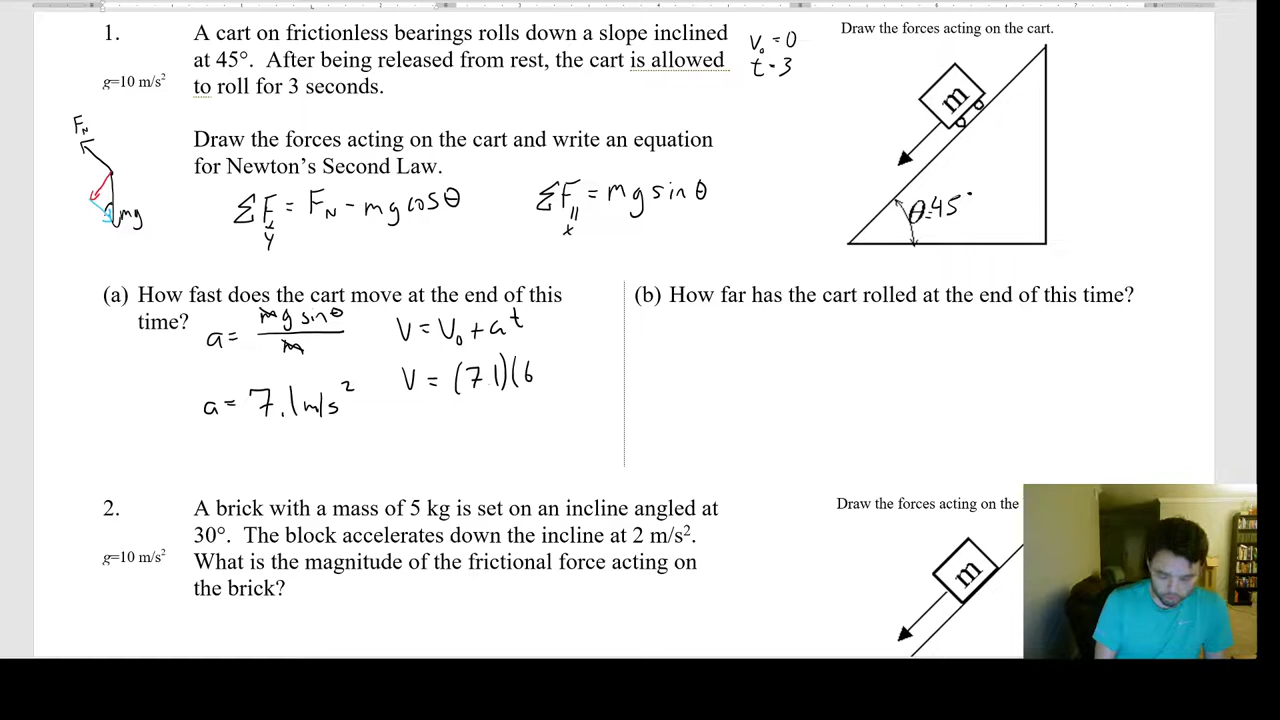 1.
A cart on frictionless bearings rolls down a slope inclined
at 45°. After being released from rest, the cart is allowed
to roll for 3 seconds.
g=10 m/s²
V₀ = 0
t = 3
Draw the forces acting on the cart.
m
θ=45°
F_N
mg
Draw the forces acting on the cart and write an equation
for Newton's Second Law.
ΣF⊥ = F_N - mg cos θ
y
ΣF∥ = mg sin θ
x
(a) How fast does the cart move at the end of this
time?
a = mg sin θ / m
a = 7.1 m/s²
V = V₀ + at
V = (7.1)(6
(b) How far has the cart rolled at the end of this time?
2.
A brick with a mass of 5 kg is set on an incline angled at
30°. The block accelerates down the incline at 2 m/s².
What is the magnitude of the frictional force acting on
the brick?
g=10 m/s²
Draw the forces acting on the
m